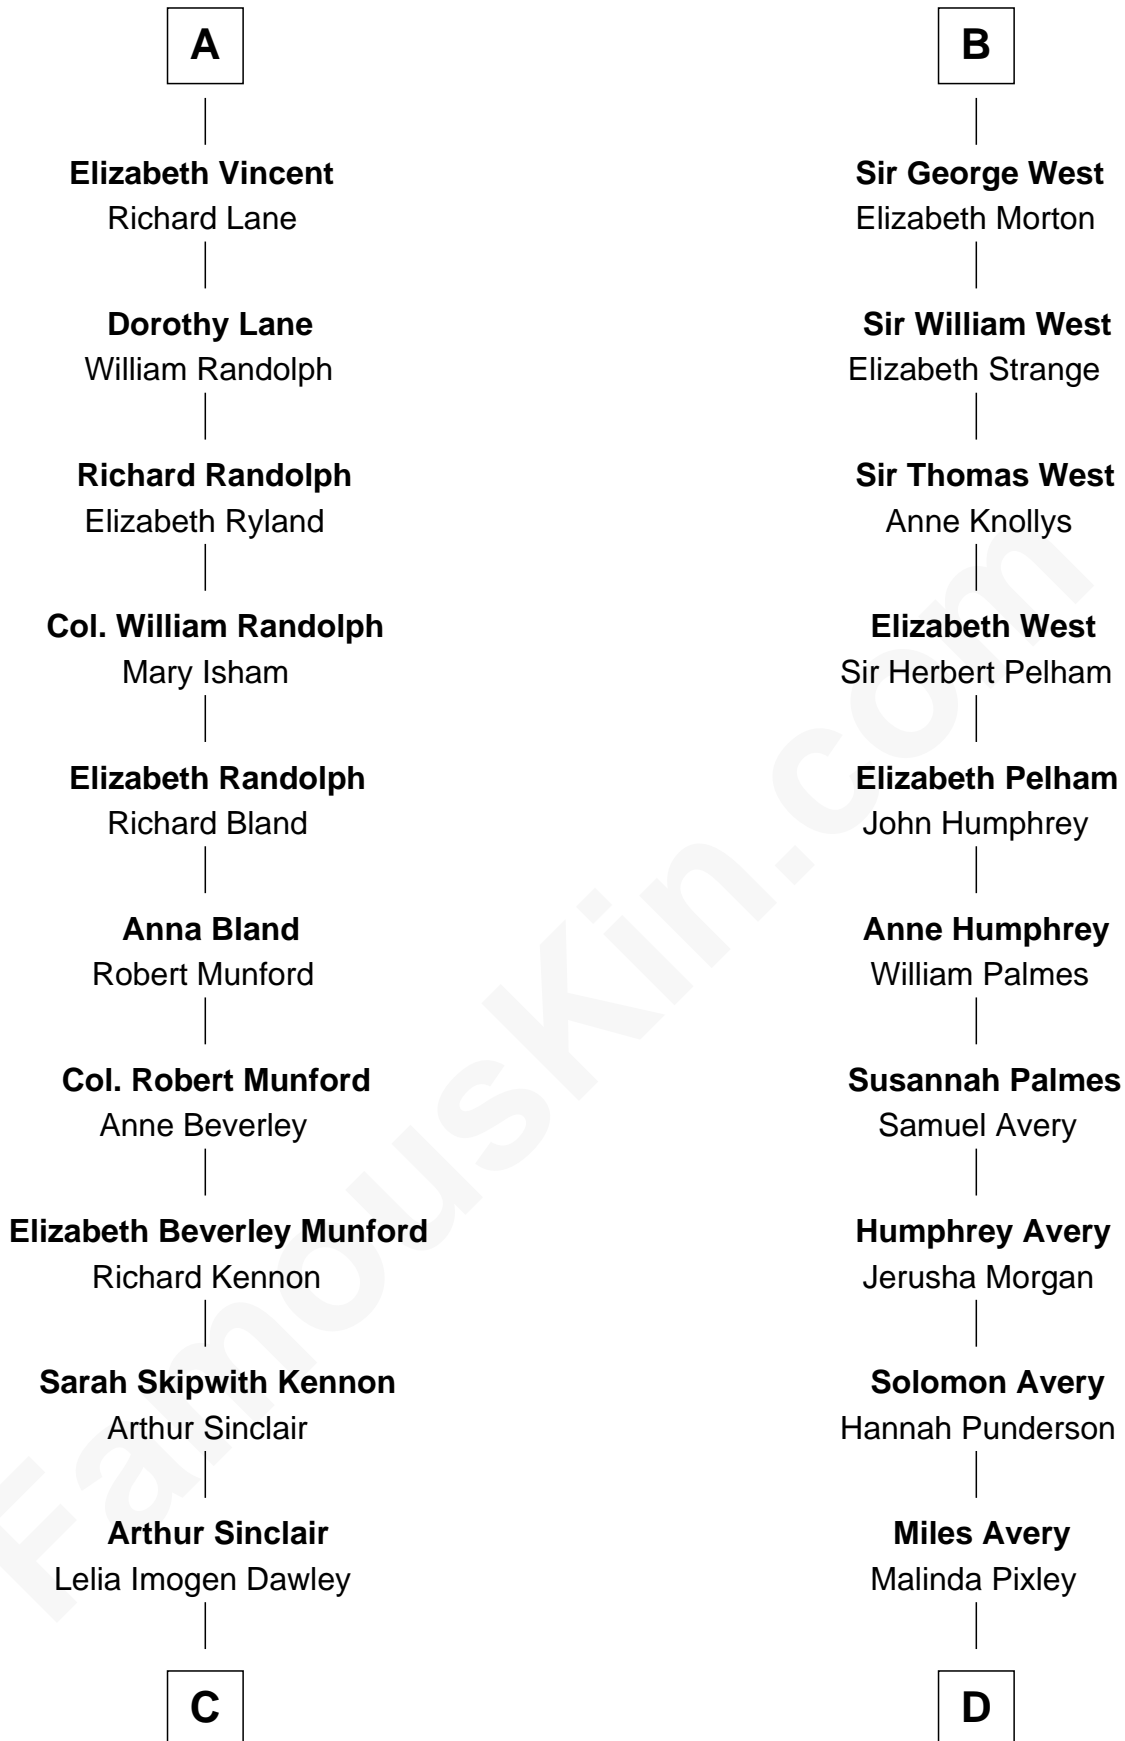 A
Elizabeth Vincent
Richard Lane
Dorothy Lane
William Randolph
Richard Randolph
Elizabeth Ryland
Col. William Randolph
Mary Isham
Elizabeth Randolph
Richard Bland
Anna Bland
Robert Munford
Col. Robert Munford
Anne Beverley
Elizabeth Beverley Munford
Richard Kennon
Sarah Skipwith Kennon
Arthur Sinclair
Arthur Sinclair
Lelia Imogen Dawley
C
B
Sir George West
Elizabeth Morton
Sir William West
Elizabeth Strange
Sir Thomas West
Anne Knollys
Elizabeth West
Sir Herbert Pelham
Elizabeth Pelham
John Humphrey
Anne Humphrey
William Palmes
Susannah Palmes
Samuel Avery
Humphrey Avery
Jerusha Morgan
Solomon Avery
Hannah Punderson
Miles Avery
Malinda Pixley
D
FamousKin.com